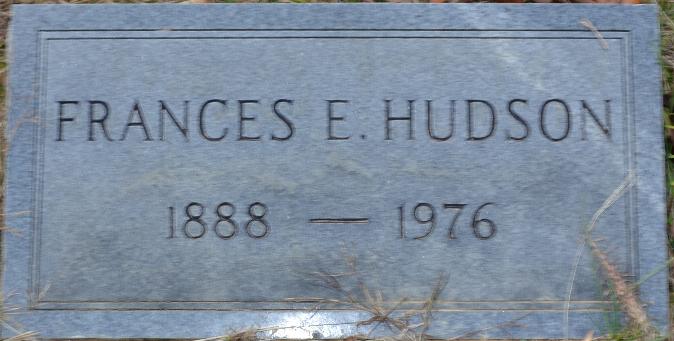 FRANCES E. HUDSON
1888 — 1976